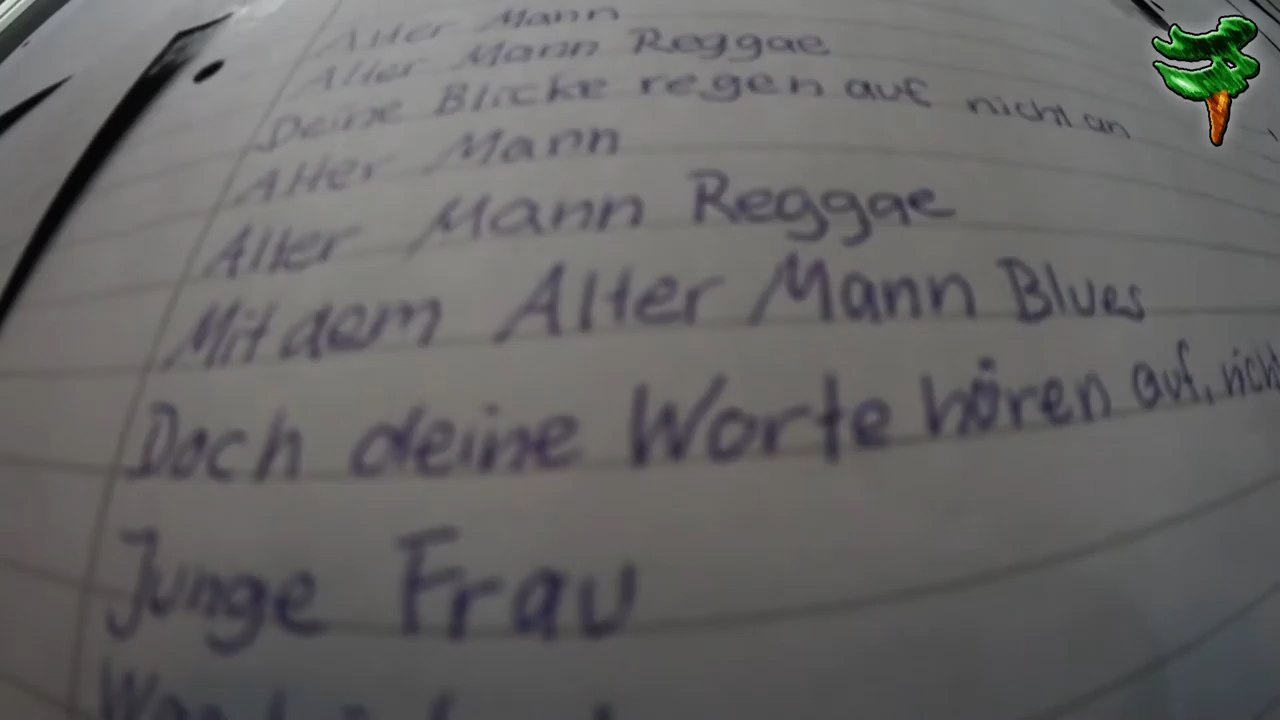 Alter Mann
Alter Mann Reggae
Deine Blicke regen auf nicht an
Alter Mann
Alter Mann Reggae
Mit dem Alter Mann Blues
Doch deine Worte hören auf, nich
Junge Frau